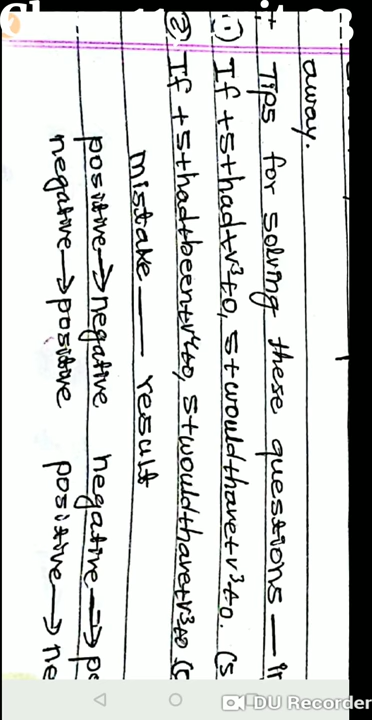 away.
Tips for solving these questions —
(1) If +S+had+v³+O, S+would+have+v³+O. (S
② If +S+had+been+v⁴+O, S+would+have+v³+O (S
mistake — result
positive→negative negative→
negative→positive positive→ne
DU Recorder